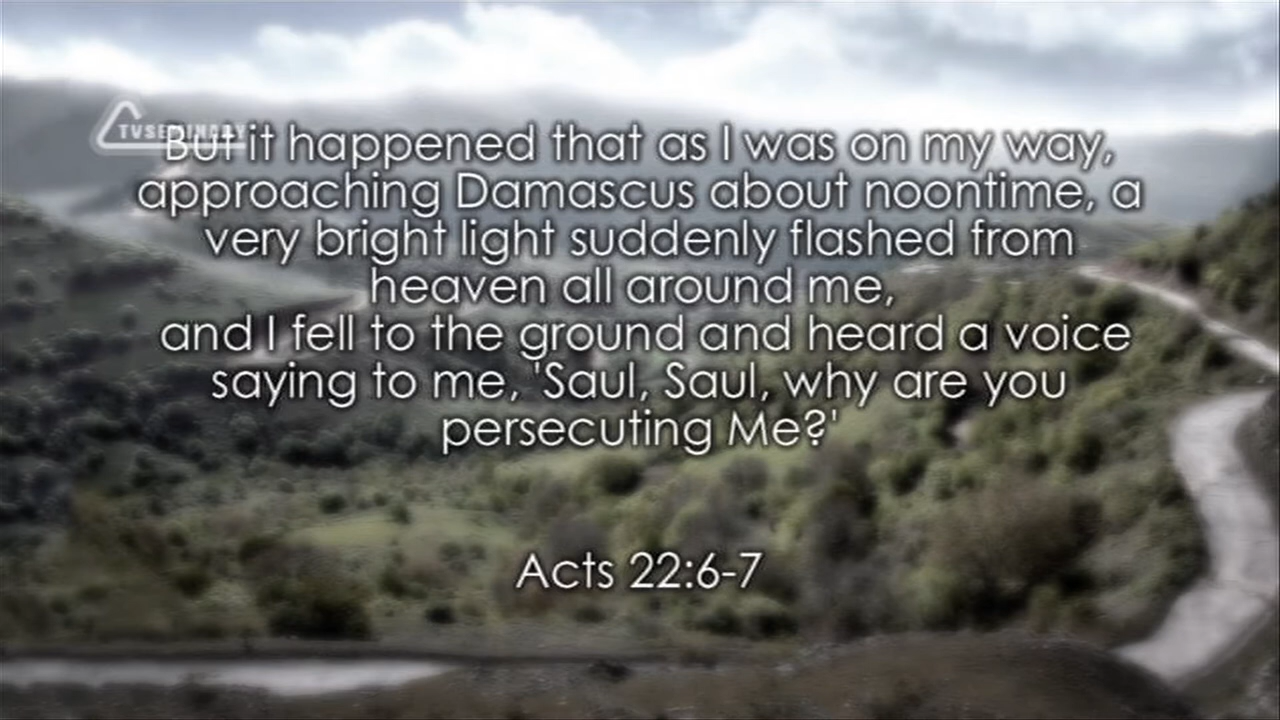 TVSEMINARY
But it happened that as I was on my way,
approaching Damascus about noontime, a
very bright light suddenly flashed from
heaven all around me,
and I fell to the ground and heard a voice
saying to me, 'Saul, Saul, why are you
persecuting Me?'
Acts 22:6-7